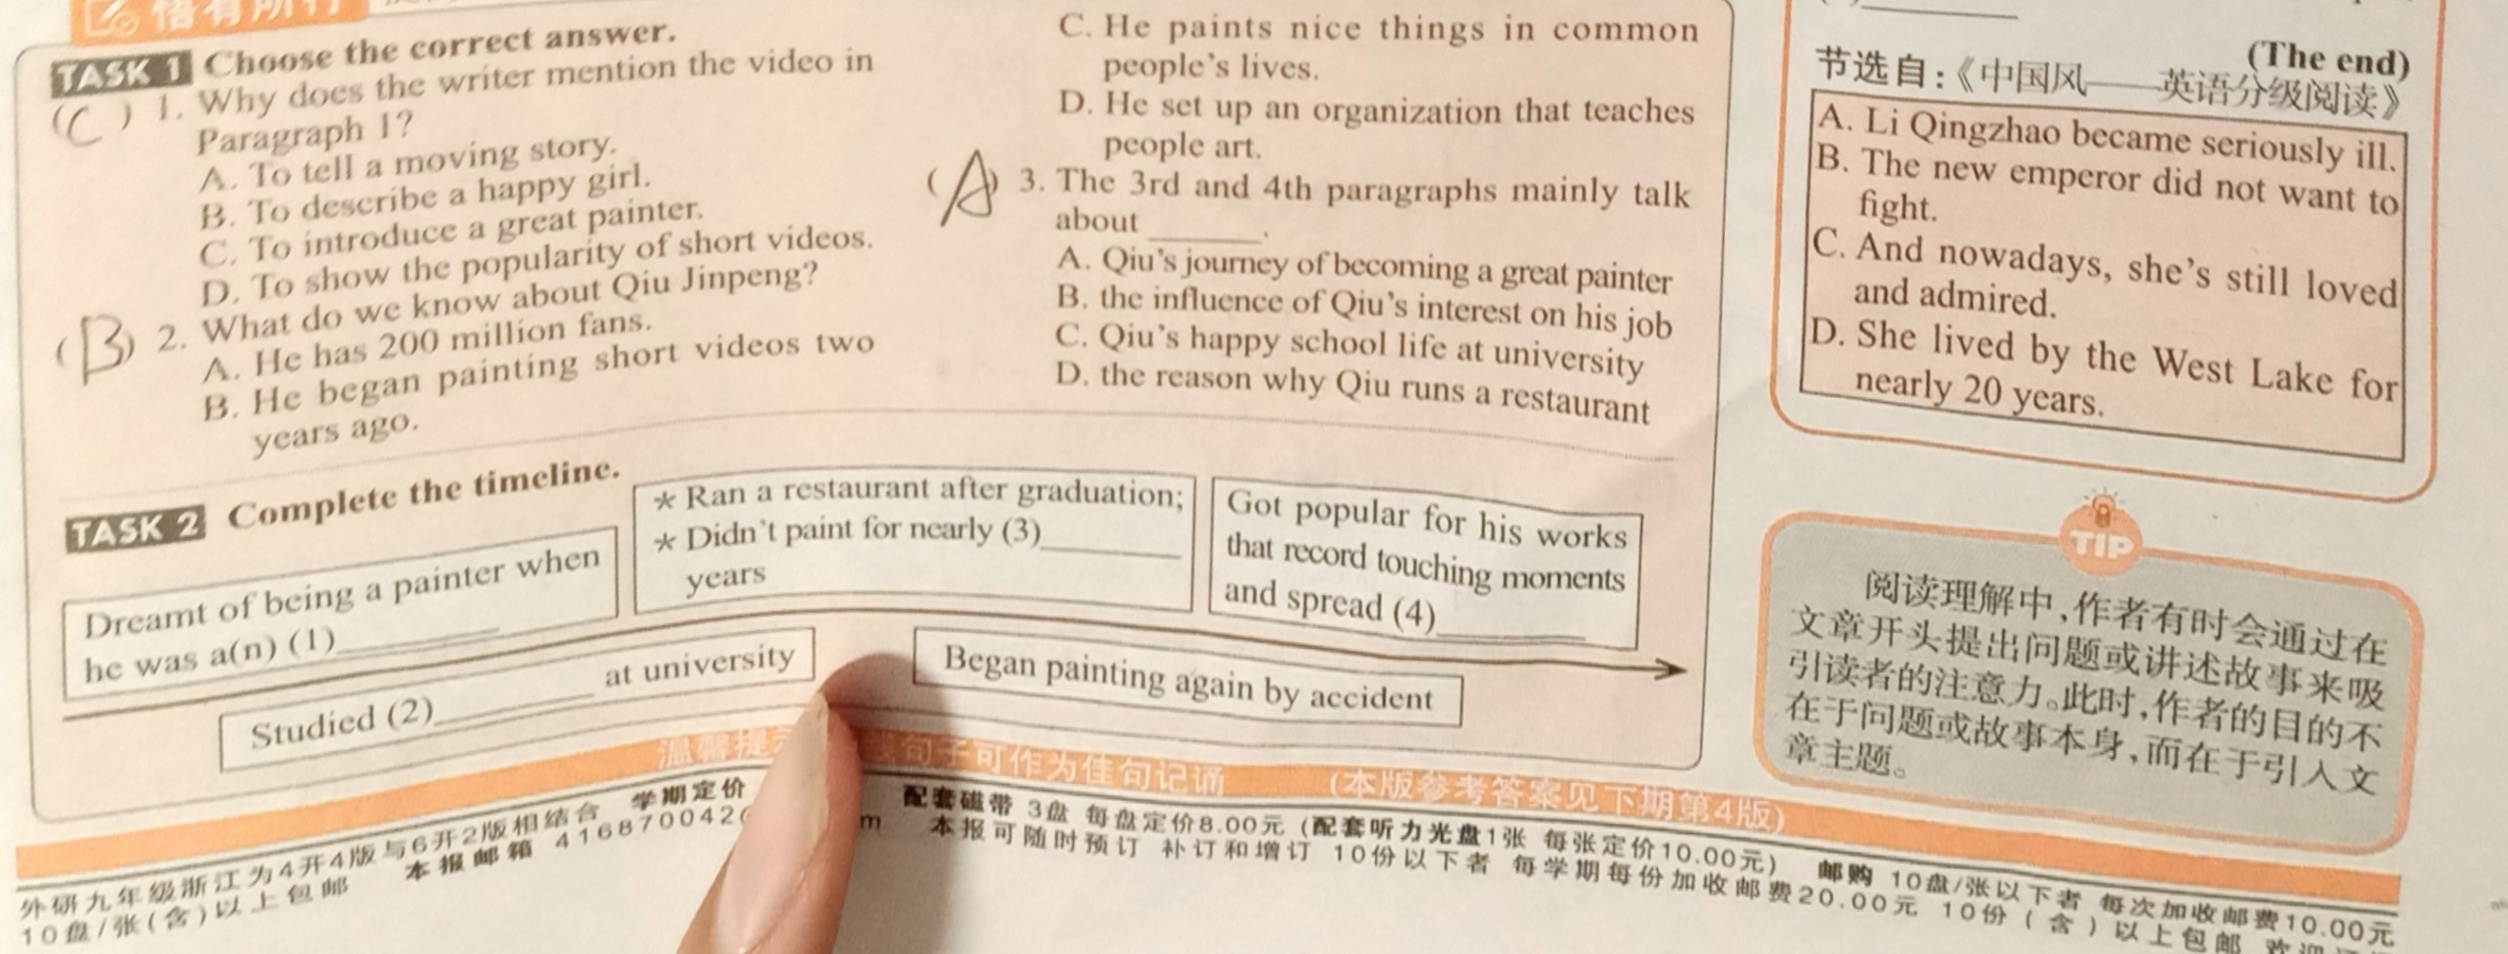 TASK 1 Choose the correct answer.
(C) 1. Why does the writer mention the video in
Paragraph 1?
A. To tell a moving story.
B. To describe a happy girl.
C. To introduce a great painter.
D. To show the popularity of short videos.
(B) 2. What do we know about Qiu Jinpeng?
A. He has 200 million fans.
B. He began painting short videos two
years ago.
C. He paints nice things in common
people's lives.
D. He set up an organization that teaches
people art.
(A) 3. The 3rd and 4th paragraphs mainly talk
about ______.
A. Qiu's journey of becoming a great painter
B. the influence of Qiu's interest on his job
C. Qiu's happy school life at university
D. the reason why Qiu runs a restaurant
TASK 2 Complete the timeline.
Dreamt of being a painter when
he was a(n) (1)________
Studied (2)________ at university
* Ran a restaurant after graduation;
* Didn't paint for nearly (3)________
years
Began painting again by accident
Got popular for his works
that record touching moments
and spread (4)________
(The end)
节选自:《中国风——英语分级阅读》
A. Li Qingzhao became seriously ill.
B. The new emperor did not want to
fight.
C. And nowadays, she's still loved
and admired.
D. She lived by the West Lake for
nearly 20 years.
TIP
阅读理解中,作者有时会通过在
文章开头提出问题或讲述故事来吸
引读者的注意力。此时,作者的目的不
在于问题或故事本身,而在于引入文
章主题。
温馨提 句子可作为佳句记诵 (本版参考答案见下期第4版)
外研九年级浙江为4开4版与6开2版相结合 学期定价 配套磁带 3盘 每盘定价8.00元 (配套听力光盘1张 每张定价10.00元) 邮购 10盘/张以下者 每次加收邮费10.00元
10盘/张(含)以上包邮 本报邮箱 416870042 m 本报可随时预订 补订和增订 10份以下者 每学期每份加收邮费20.00元 10份(含)以上包邮